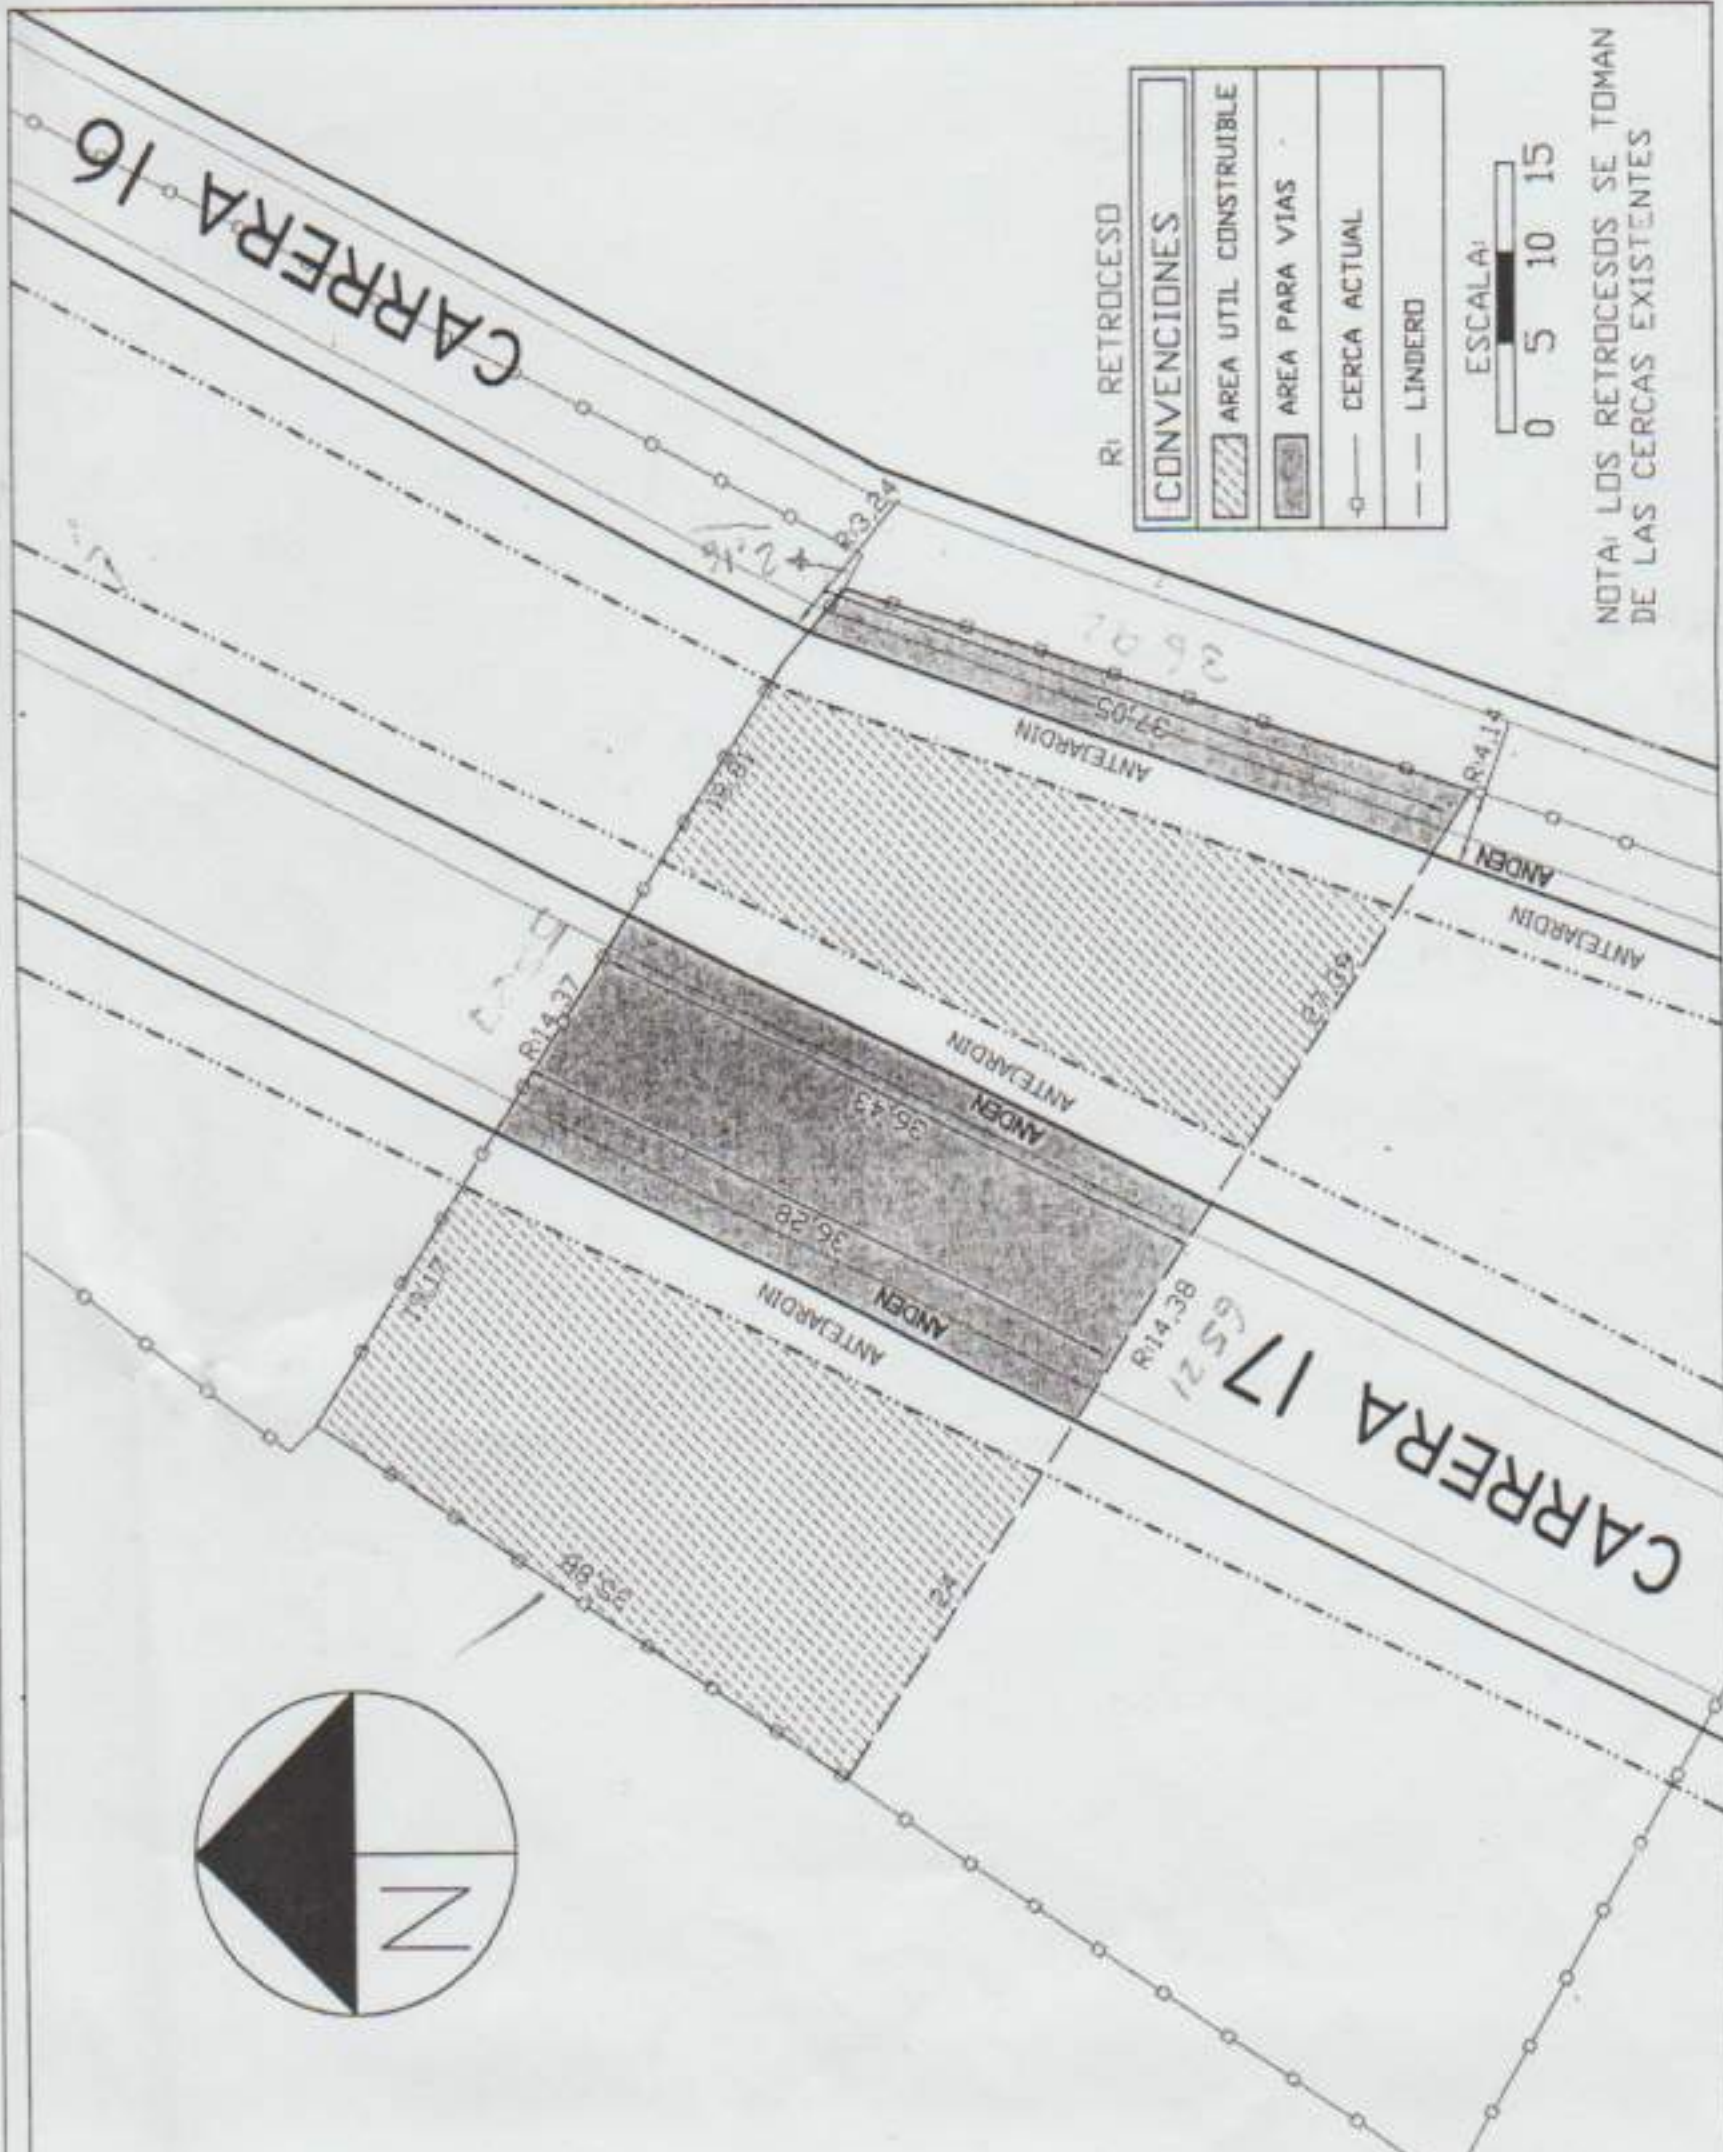 CARRERA 16
R: RETROCESO
CONVENCIONES
AREA UTIL CONSTRUIBLE
AREA PARA VIAS
CERCA ACTUAL
LINDERO
ESCALA:
0 5 10 15
NOTA: LOS RETROCESOS SE TOMAN
DE LAS CERCAS EXISTENTES
R:3.24
37,05
ANTEJARDIN
R:4.14
ANDEN
ANTEJARDIN
R:14.37
ANTEJARDIN
ANDEN
36,43
36,28
ANDEN
ANTEJARDIN
R:14.38
CARRERA 17
24
N